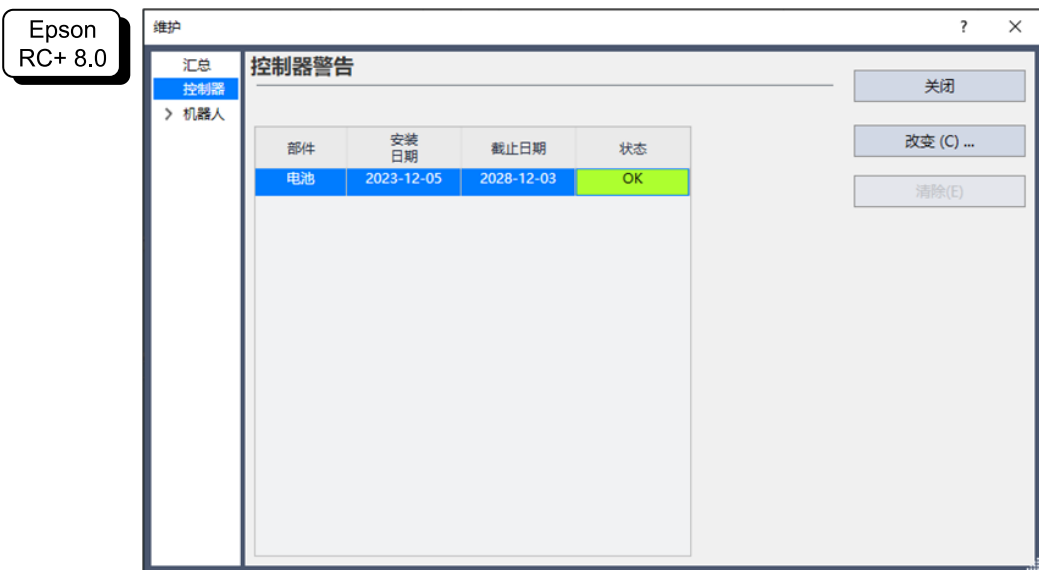 Epson
RC+ 8.0
维护
?
汇总
控制器
机器人
控制器警告
关闭
改变 (C) ...
清除(E)
部件 安装日期 截止日期 状态
电池 2023-12-05 2028-12-03 OK